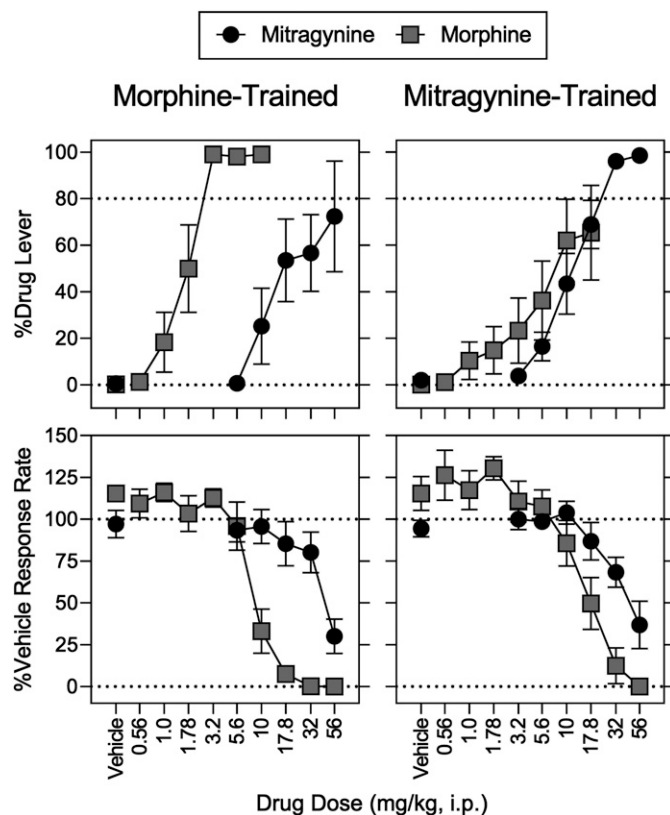 Mitragynine Morphine
Morphine-Trained Mitragynine-Trained
%Drug Lever
100
80
60
40
20
0
%Vehicle Response Rate
150
125
100
75
50
25
0
Vehicle 0.56 1.0 1.78 3.2 5.6 10 17.8 32 56
Vehicle 0.56 1.0 1.78 3.2 5.6 10 17.8 32 56
Drug Dose (mg/kg, i.p.)